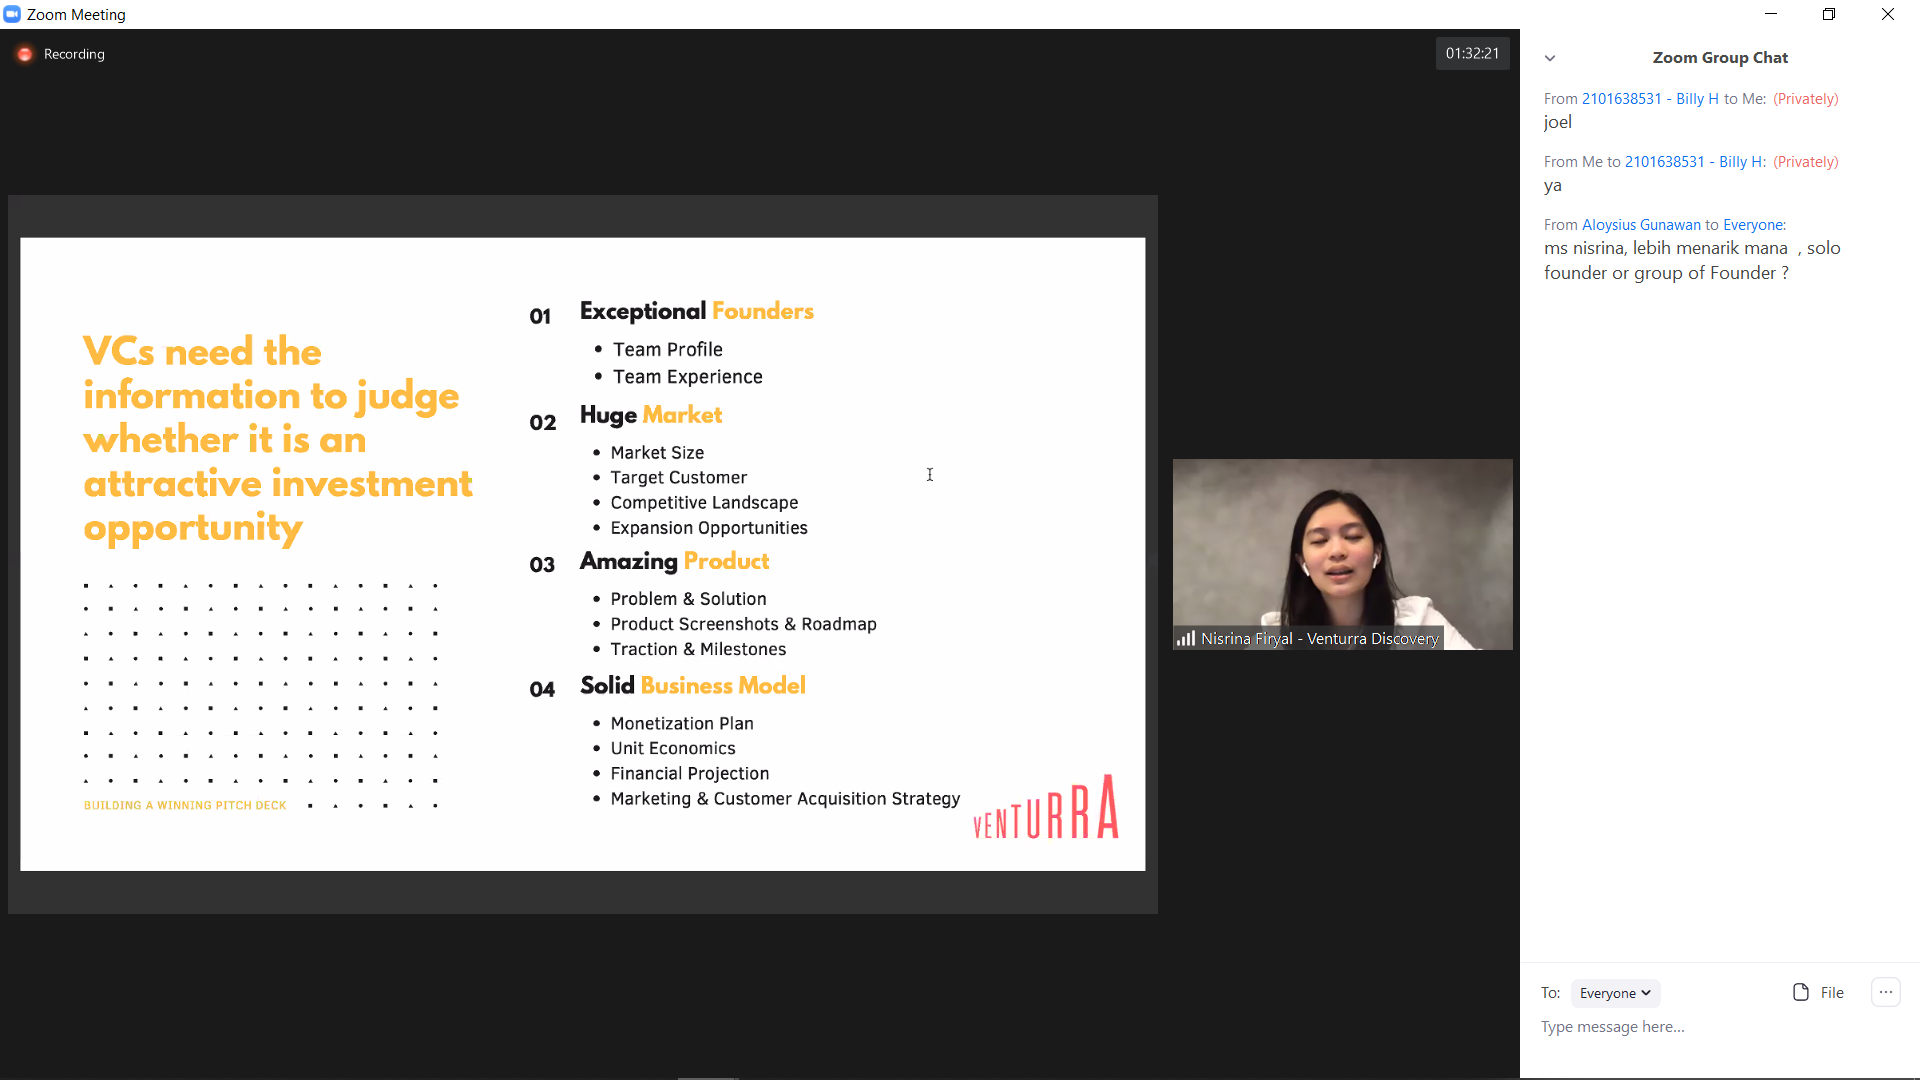 Zoom Meeting
Recording
01:32:21
VCs need the
information to judge
whether it is an
attractive investment
opportunity
BUILDING A WINNING PITCH DECK
01 Exceptional Founders
• Team Profile
• Team Experience
02 Huge Market
• Market Size
• Target Customer
• Competitive Landscape
• Expansion Opportunities
03 Amazing Product
• Problem & Solution
• Product Screenshots & Roadmap
• Traction & Milestones
04 Solid Business Model
• Monetization Plan
• Unit Economics
• Financial Projection
• Marketing & Customer Acquisition Strategy
VENTURRA
Nisrina Firyal - Venturra Discovery
Zoom Group Chat
From 2101638531 - Billy H to Me: (Privately)
joel
From Me to 2101638531 - Billy H: (Privately)
ya
From Aloysius Gunawan to Everyone:
ms nisrina, lebih menarik mana , solo
founder or group of Founder ?
To: Everyone
File
Type message here...